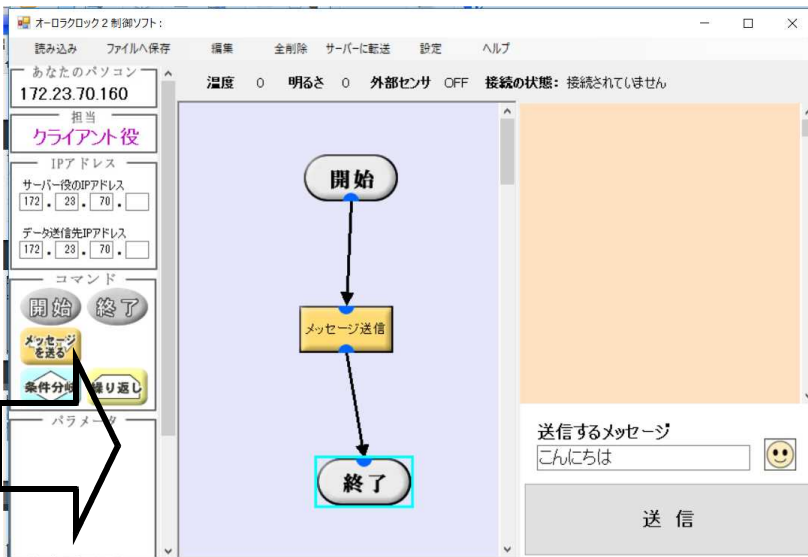 オーロラクロック2 制御ソフト:
読み込み ファイルへ保存 編集 全削除 サーバーに転送 設定 ヘルプ
あなたのパソコン
172.23.70.160
担当
クライアント役
IPアドレス
サーバー役のIPアドレス
172 . 23 . 70 .
データ送信先IPアドレス
172 . 23 . 70 .
コマンド
開始 終了
メッセージ
を送る
条件分岐 繰り返し
パラメータ
温度 0 明るさ 0 外部センサ OFF 接続の状態: 接続されていません
開始
メッセージ送信
終了
送信するメッセージ
こんにちは
送 信